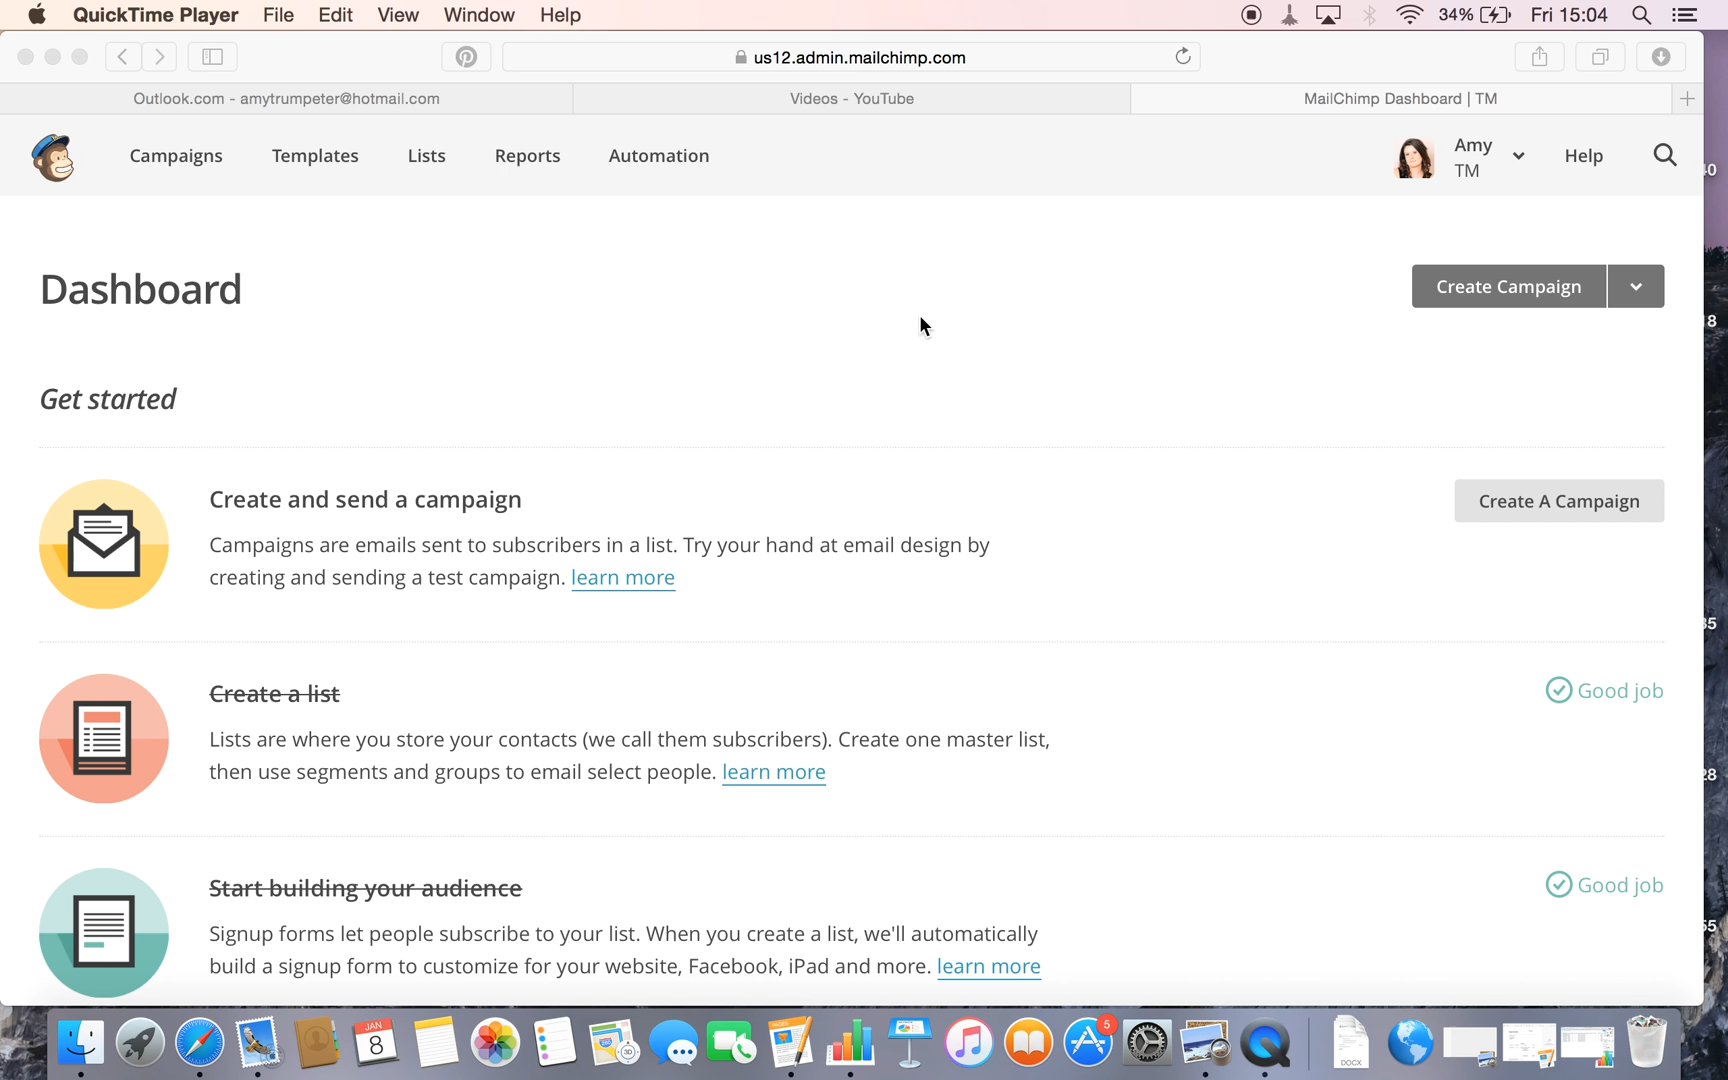 QuickTime Player File Edit View Window Help 34% Fri 15:04
us12.admin.mailchimp.com
Outlook.com - amytrumpeter@hotmail.com Videos - YouTube MailChimp Dashboard | TM
Campaigns Templates Lists Reports Automation Amy Help
TM
Dashboard Create Campaign
Get started
Create and send a campaign Create A Campaign
Campaigns are emails sent to subscribers in a list. Try your hand at email design by
creating and sending a test campaign. learn more
Create a list Good job
Lists are where you store your contacts (we call them subscribers). Create one master list,
then use segments and groups to email select people. learn more
Start building your audience Good job
Signup forms let people subscribe to your list. When you create a list, we'll automatically
build a signup form to customize for your website, Facebook, iPad and more. learn more
JAN
8
3D
5
DOCX